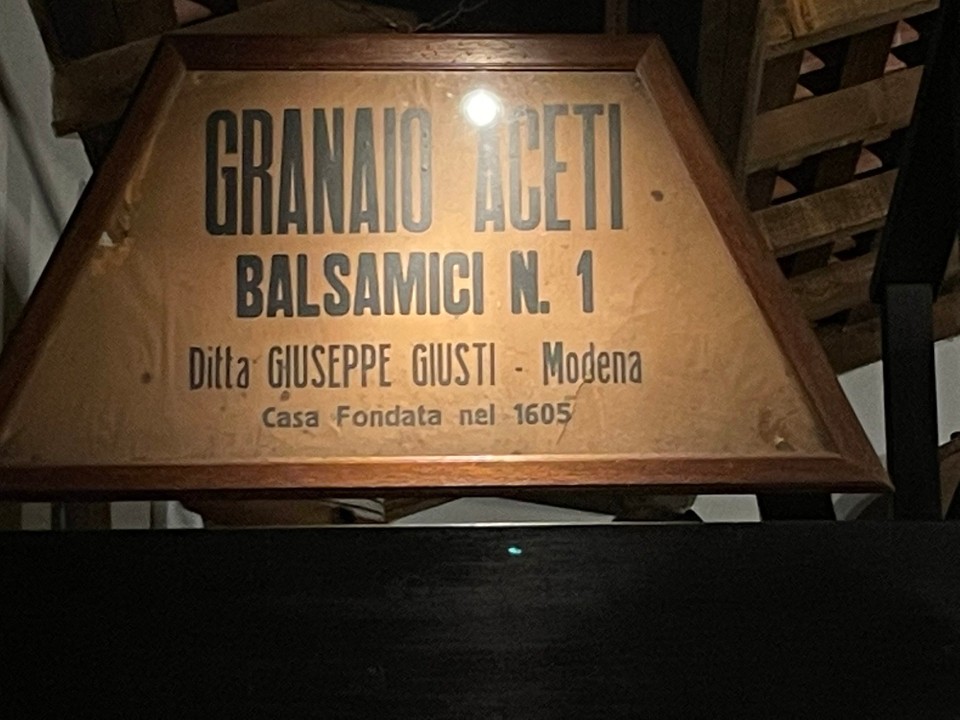 GRANAIO ACETI
BALSAMICI N. 1
Ditta GIUSEPPE GIUSTI - Modena
Casa Fondata nel 1605